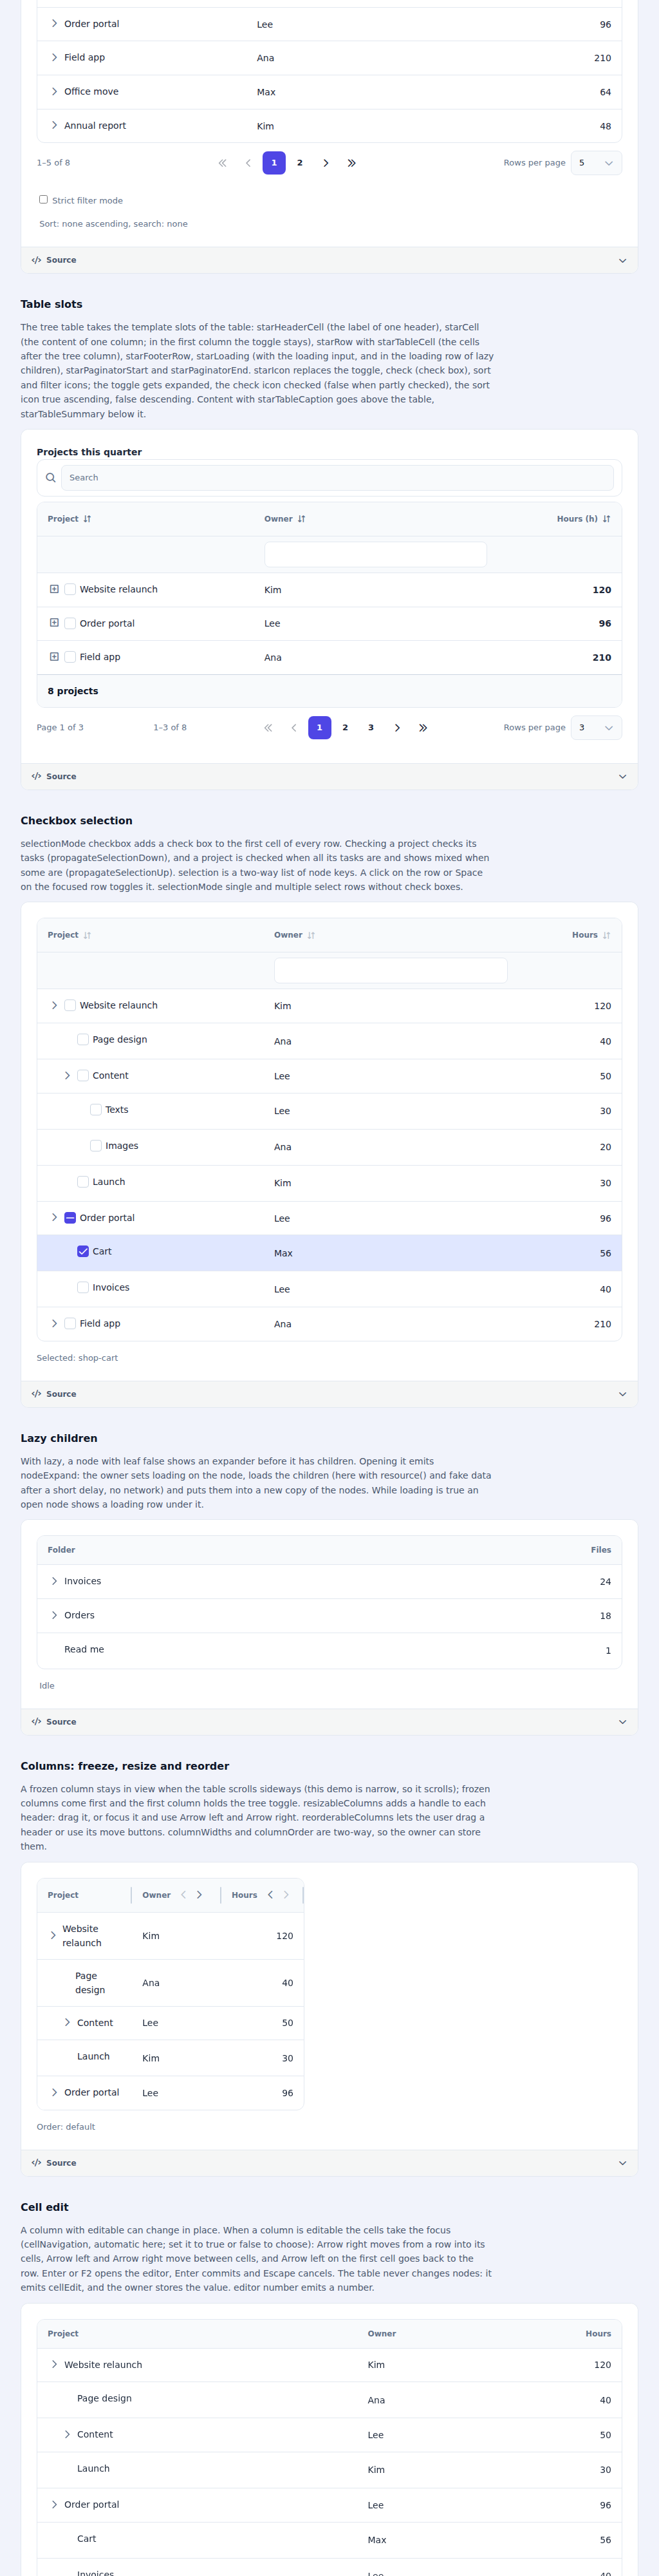 Order portal Lee 96
Field app Ana 210
Office move Max 64
Annual report Kim 48
1–5 of 8 1 2 Rows per page 5
Strict filter mode
Sort: none ascending, search: none
Source
Table slots
The tree table takes the template slots of the table: starHeaderCell (the label of one header), starCell
(the content of one column; in the first column the toggle stays), starRow with starTableCell (the cells
after the tree column), starFooterRow, starLoading (with the loading input, and in the loading row of lazy
children), starPaginatorStart and starPaginatorEnd. starIcon replaces the toggle, check (check box), sort
and filter icons; the toggle gets expanded, the check icon checked (false when partly checked), the sort
icon true ascending, false descending. Content with starTableCaption goes above the table,
starTableSummary below it.
Projects this quarter
Search
Project Owner Hours (h)
Website relaunch Kim 120
Order portal Lee 96
Field app Ana 210
8 projects
Page 1 of 3 1–3 of 8 1 2 3 Rows per page 3
Source
Checkbox selection
selectionMode checkbox adds a check box to the first cell of every row. Checking a project checks its
tasks (propagateSelectionDown), and a project is checked when all its tasks are and shows mixed when
some are (propagateSelectionUp). selection is a two-way list of node keys. A click on the row or Space
on the focused row toggles it. selectionMode single and multiple select rows without check boxes.
Project Owner Hours
Website relaunch Kim 120
Page design Ana 40
Content Lee 50
Texts Lee 30
Images Ana 20
Launch Kim 30
Order portal Lee 96
Cart Max 56
Invoices Lee 40
Field app Ana 210
Selected: shop-cart
Source
Lazy children
With lazy, a node with leaf false shows an expander before it has children. Opening it emits
nodeExpand: the owner sets loading on the node, loads the children (here with resource() and fake data
after a short delay, no network) and puts them into a new copy of the nodes. While loading is true an
open node shows a loading row under it.
Folder Files
Invoices 24
Orders 18
Read me 1
Idle
Source
Columns: freeze, resize and reorder
A frozen column stays in view when the table scrolls sideways (this demo is narrow, so it scrolls); frozen
columns come first and the first column holds the tree toggle. resizableColumns adds a handle to each
header: drag it, or focus it and use Arrow left and Arrow right. reorderableColumns lets the user drag a
header or use its move buttons. columnWidths and columnOrder are two-way, so the owner can store
them.
Project Owner Hours
Website
relaunch Kim 120
Page
design Ana 40
Content Lee 50
Launch Kim 30
Order portal Lee 96
Order: default
Source
Cell edit
A column with editable can change in place. When a column is editable the cells take the focus
(cellNavigation, automatic here; set it to true or false to choose): Arrow right moves from a row into its
cells, Arrow left and Arrow right move between cells, and Arrow left on the first cell goes back to the
row. Enter or F2 opens the editor, Enter commits and Escape cancels. The table never changes nodes: it
emits cellEdit, and the owner stores the value. editor number emits a number.
Project Owner Hours
Website relaunch Kim 120
Page design Ana 40
Content Lee 50
Launch Kim 30
Order portal Lee 96
Cart Max 56
Invoices Lee 40